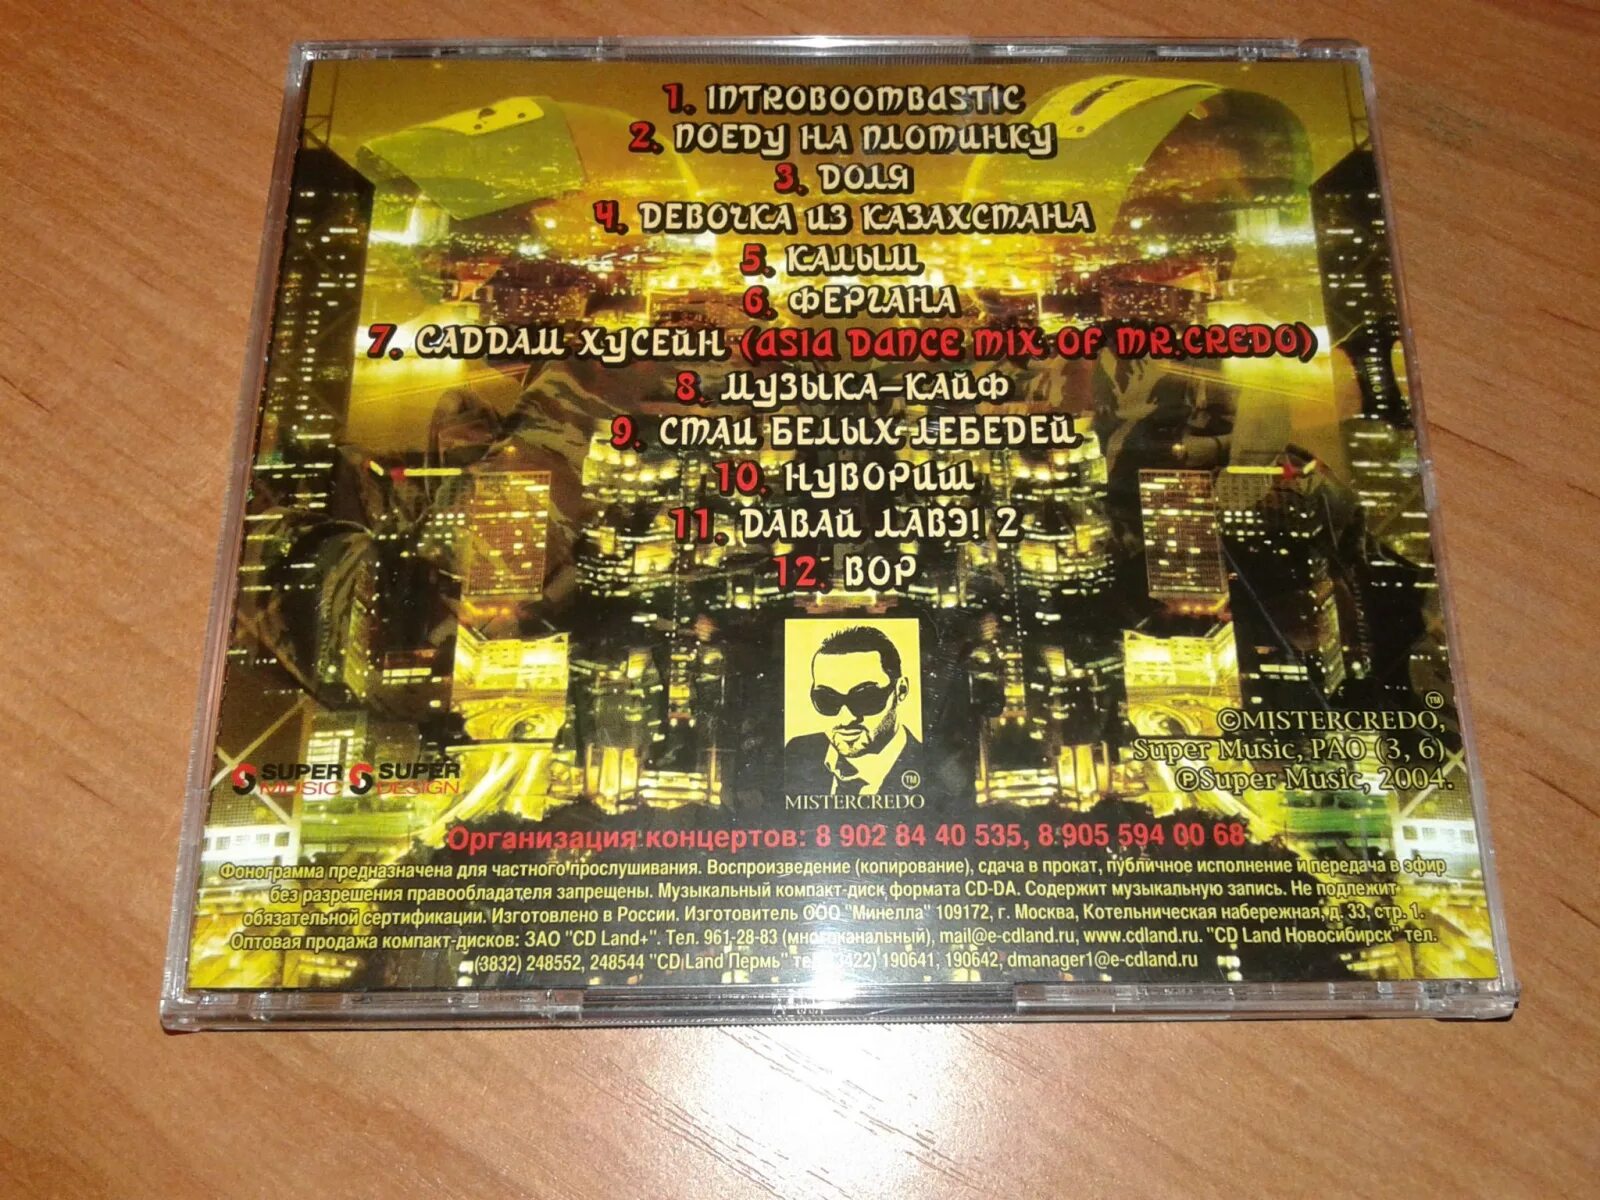 1. INTROBOOMBASTIC
2. ПОЕДУ НА ПЛОТИНКУ
3. ДОЛЯ
4. ДЕВОЧКА ИЗ КАЗАХСТАНА
5. КАЛЫМ
6. ФЕРГАНА
7. САДДАМ ХУСЕЙН (ASIA DANCE MIX OF MR.CREDO)
8. МУЗЫКА-КАЙФ
9. СТАИ БЕЛЫХ ЛЕБЕДЕЙ
10. НУВОРИШ
11. ДАВАЙ ЛАВЭ! 2
12. ВОР
TM
©MISTERCREDO,
Super Music, РАО (3, 6)
℗Super Music, 2004.
SUPER MUSIC
SUPER DESIGN
TM
MISTERCREDO
Организация концертов: 8 902 84 40 535, 8 905 594 00 68
Фонограмма предназначена для частного прослушивания. Воспроизведение (копирование), сдача в прокат, публичное исполнение и передача в эфир
без разрешения правообладателя запрещены. Музыкальный компакт-диск формата CD-DA. Содержит музыкальную запись. Не подлежит
обязательной сертификации. Изготовлено в России. Изготовитель ООО "Минелла" 109172, г. Москва, Котельническая набережная, д. 33, стр. 1.
Оптовая продажа компакт-дисков: ЗАО "CD Land+". Тел. 961-28-83 (многоканальный), mail@e-cdland.ru, www.cdland.ru. "CD Land Новосибирск" тел.
(3832) 248552, 248544 "CD Land Пермь" 190641, 190642, dmanager1@e-cdland.ru